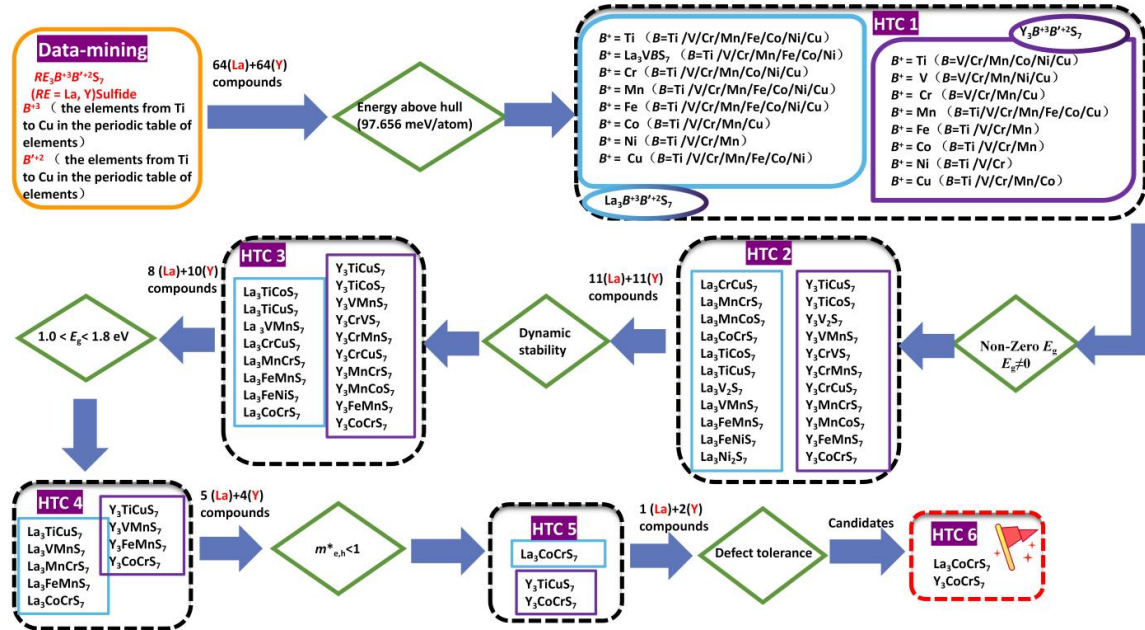 Data-mining
RE₃B⁺³B'⁺²S₇
(RE = La, Y)Sulfide
B⁺³ （ the elements from Ti
to Cu in the periodic table of
elements）
B'⁺² （ the elements from Ti
to Cu in the periodic table of
elements）
64(La)+64(Y)
compounds
Energy above hull
(97.656 meV/atom)
HTC 1
B⁺= Ti （B=Ti /V/Cr/Mn/Fe/Co/Ni/Cu）
B⁺= La₃VBS₇ （B=Ti /V/Cr/Mn/Fe/Co/Ni）
B⁺= Cr （B=Ti /V/Cr/Mn/Co/Ni/Cu）
B⁺= Mn （B=Ti /V/Cr/Mn/Fe/Co/Ni/Cu）
B⁺= Fe （B=Ti /V/Cr/Mn/Fe/Co/Ni/Cu）
B⁺= Co （B=Ti /V/Cr/Mn/Cu）
B⁺= Ni （B=Ti /V/Cr/Mn）
B⁺= Cu （B=Ti /V/Cr/Mn/Fe/Co/Ni）
La₃B⁺³B'⁺²S₇
Y₃B⁺³B'⁺²S₇
B⁺= Ti （B=V/Cr/Mn/Co/Ni/Cu）
B⁺= V （B=V/Cr/Mn/Ni/Cu）
B⁺= Cr （B=V/Cr/Mn/Cu）
B⁺= Mn （B=Ti/V/Cr/Mn/Fe/Co/Cu）
B⁺= Fe （B=Ti /V/Cr/Mn）
B⁺= Co （B=Ti /V/Cr/Mn）
B⁺= Ni （B=Ti /V/Cr）
B⁺= Cu （B=Ti /V/Cr/Mn/Co）
Non-Zero E_g
E_g≠0
HTC 2
La₃CrCuS₇
La₃MnCrS₇
La₃MnCoS₇
La₃CoCrS₇
La₃TiCoS₇
La₃TiCuS₇
La₃V₂S₇
La₃VMnS₇
La₃FeMnS₇
La₃FeNiS₇
La₃Ni₂S₇
Y₃TiCuS₇
Y₃TiCoS₇
Y₃V₂S₇
Y₃VMnS₇
Y₃CrVS₇
Y₃CrMnS₇
Y₃CrCuS₇
Y₃MnCrS₇
Y₃MnCoS₇
Y₃FeMnS₇
Y₃CoCrS₇
11(La)+11(Y)
compounds
Dynamic
stability
HTC 3
La₃TiCoS₇
La₃TiCuS₇
La ₃VMnS₇
La₃CrCuS₇
La₃MnCrS₇
La₃FeMnS₇
La₃FeNiS₇
La₃CoCrS₇
Y₃TiCuS₇
Y₃TiCoS₇
Y₃VMnS₇
Y₃CrVS₇
Y₃CrMnS₇
Y₃CrCuS₇
Y₃MnCrS₇
Y₃MnCoS₇
Y₃FeMnS₇
Y₃CoCrS₇
8 (La)+10(Y)
compounds
1.0 < E_g < 1.8 eV
HTC 4
La₃TiCuS₇
La₃VMnS₇
La₃MnCrS₇
La₃FeMnS₇
La₃CoCrS₇
Y₃TiCuS₇
Y₃VMnS₇
Y₃FeMnS₇
Y₃CoCrS₇
5 (La)+4(Y)
compounds
m*_e,h<1
HTC 5
La₃CoCrS₇
Y₃TiCuS₇
Y₃CoCrS₇
1 (La)+2(Y)
compounds
Defect tolerance
Candidates
HTC 6
La₃CoCrS₇
Y₃CoCrS₇